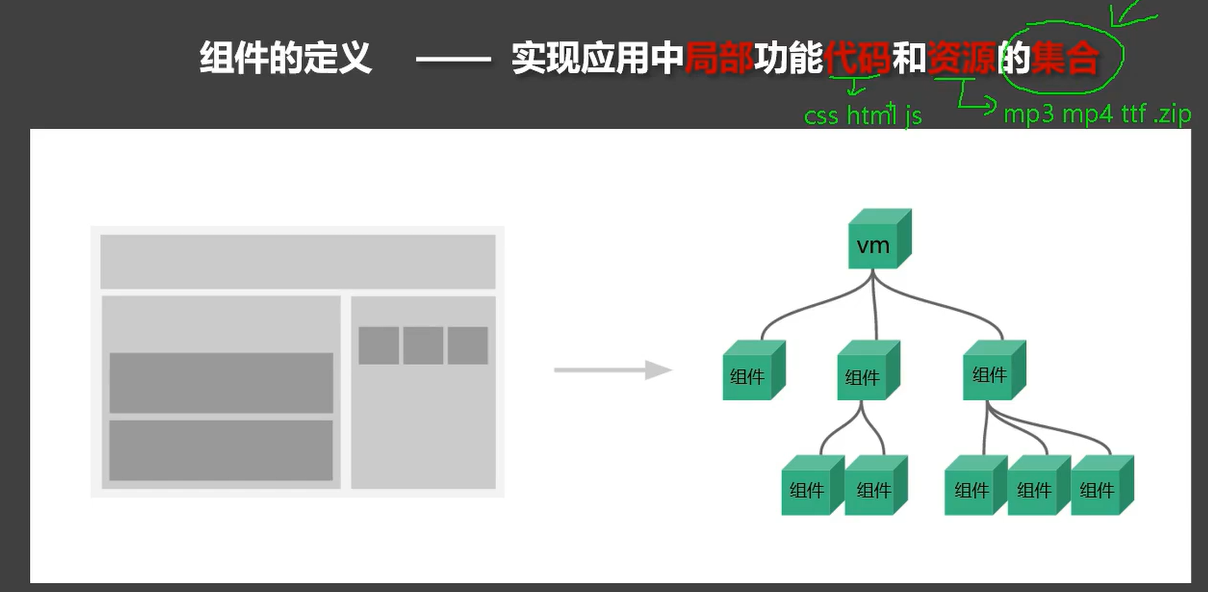 组件的定义 —— 实现应用中局部功能代码和资源的集合
css html js mp3 mp4 ttf .zip
vm
组件 组件 组件
组件 组件 组件 组件 组件